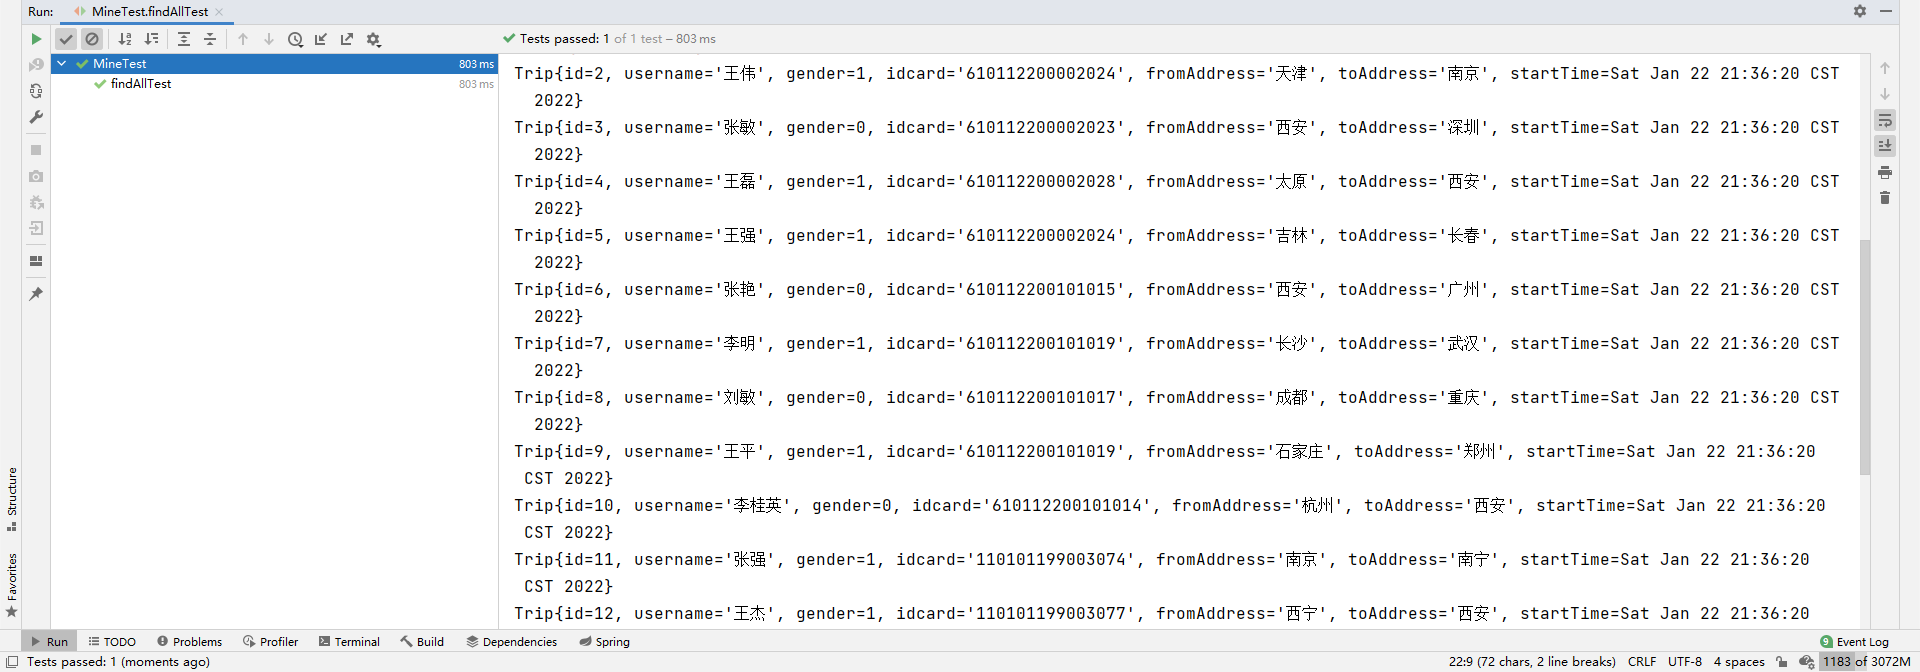 Run: MineTest.findAllTest
Tests passed: 1 of 1 test – 803 ms
MineTest 803 ms
findAllTest 803 ms
Trip{id=2, username='王伟', gender=1, idcard='610112200002024', fromAddress='天津', toAddress='南京', startTime=Sat Jan 22 21:36:20 CST
2022}
Trip{id=3, username='张敏', gender=0, idcard='610112200002023', fromAddress='西安', toAddress='深圳', startTime=Sat Jan 22 21:36:20 CST
2022}
Trip{id=4, username='王磊', gender=1, idcard='610112200002028', fromAddress='太原', toAddress='西安', startTime=Sat Jan 22 21:36:20 CST
2022}
Trip{id=5, username='王强', gender=1, idcard='610112200002024', fromAddress='吉林', toAddress='长春', startTime=Sat Jan 22 21:36:20 CST
2022}
Trip{id=6, username='张艳', gender=0, idcard='610112200101015', fromAddress='西安', toAddress='广州', startTime=Sat Jan 22 21:36:20 CST
2022}
Trip{id=7, username='李明', gender=1, idcard='610112200101019', fromAddress='长沙', toAddress='武汉', startTime=Sat Jan 22 21:36:20 CST
2022}
Trip{id=8, username='刘敏', gender=0, idcard='610112200101017', fromAddress='成都', toAddress='重庆', startTime=Sat Jan 22 21:36:20 CST
2022}
Trip{id=9, username='王平', gender=1, idcard='610112200101019', fromAddress='石家庄', toAddress='郑州', startTime=Sat Jan 22 21:36:20
CST 2022}
Trip{id=10, username='李桂英', gender=0, idcard='610112200101014', fromAddress='杭州', toAddress='西安', startTime=Sat Jan 22 21:36:20
CST 2022}
Trip{id=11, username='张强', gender=1, idcard='110101199003074', fromAddress='南京', toAddress='南宁', startTime=Sat Jan 22 21:36:20
CST 2022}
Trip{id=12, username='王杰', gender=1, idcard='110101199003077', fromAddress='西宁', toAddress='西安', startTime=Sat Jan 22 21:36:20
Structure
Favorites
Run TODO Problems Profiler Terminal Build Dependencies Spring 9 Event Log
Tests passed: 1 (moments ago) 22:9 (72 chars, 2 line breaks) CRLF UTF-8 4 spaces 1183 of 3072M